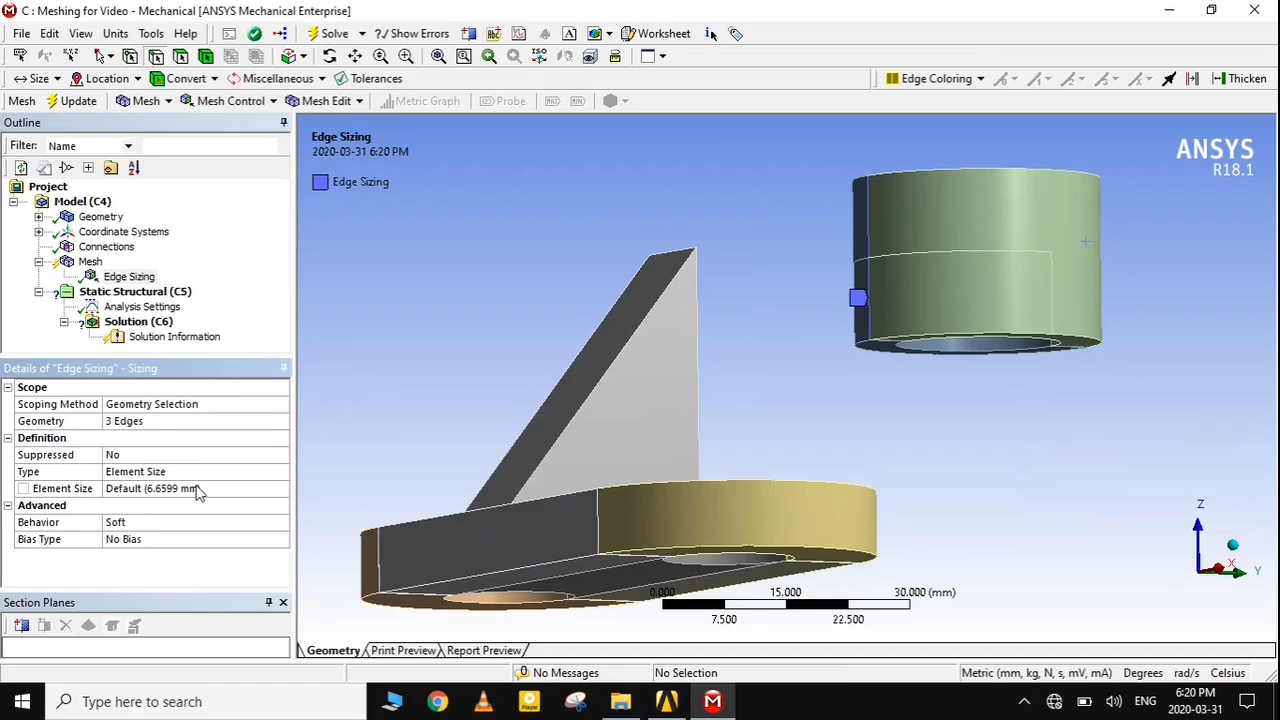 C : Meshing for Video - Mechanical [ANSYS Mechanical Enterprise]
File Edit View Units Tools Help Solve ?/ Show Errors Worksheet
Size Location Convert Miscellaneous Tolerances Edge Coloring Thicken
Mesh Update Mesh Mesh Control Mesh Edit Metric Graph Probe
Outline
Filter: Name
Project
Model (C4)
Geometry
Coordinate Systems
Connections
Mesh
Edge Sizing
Static Structural (C5)
Analysis Settings
Solution (C6)
Solution Information
Details of "Edge Sizing" - Sizing
Scope
Scoping Method Geometry Selection
Geometry 3 Edges
Definition
Suppressed No
Type Element Size
Element Size Default (6.6599 mm)
Advanced
Behavior Soft
Bias Type No Bias
Section Planes
Edge Sizing
2020-03-31 6:20 PM
Edge Sizing
ANSYS
R18.1
Z
X
Y
0.000 15.000 30.000 (mm)
7.500 22.500
Geometry Print Preview Report Preview
No Messages No Selection Metric (mm, kg, N, s, mV, mA) Degrees rad/s Celsius
Type here to search
Player
ENG
6:20 PM
2020-03-31